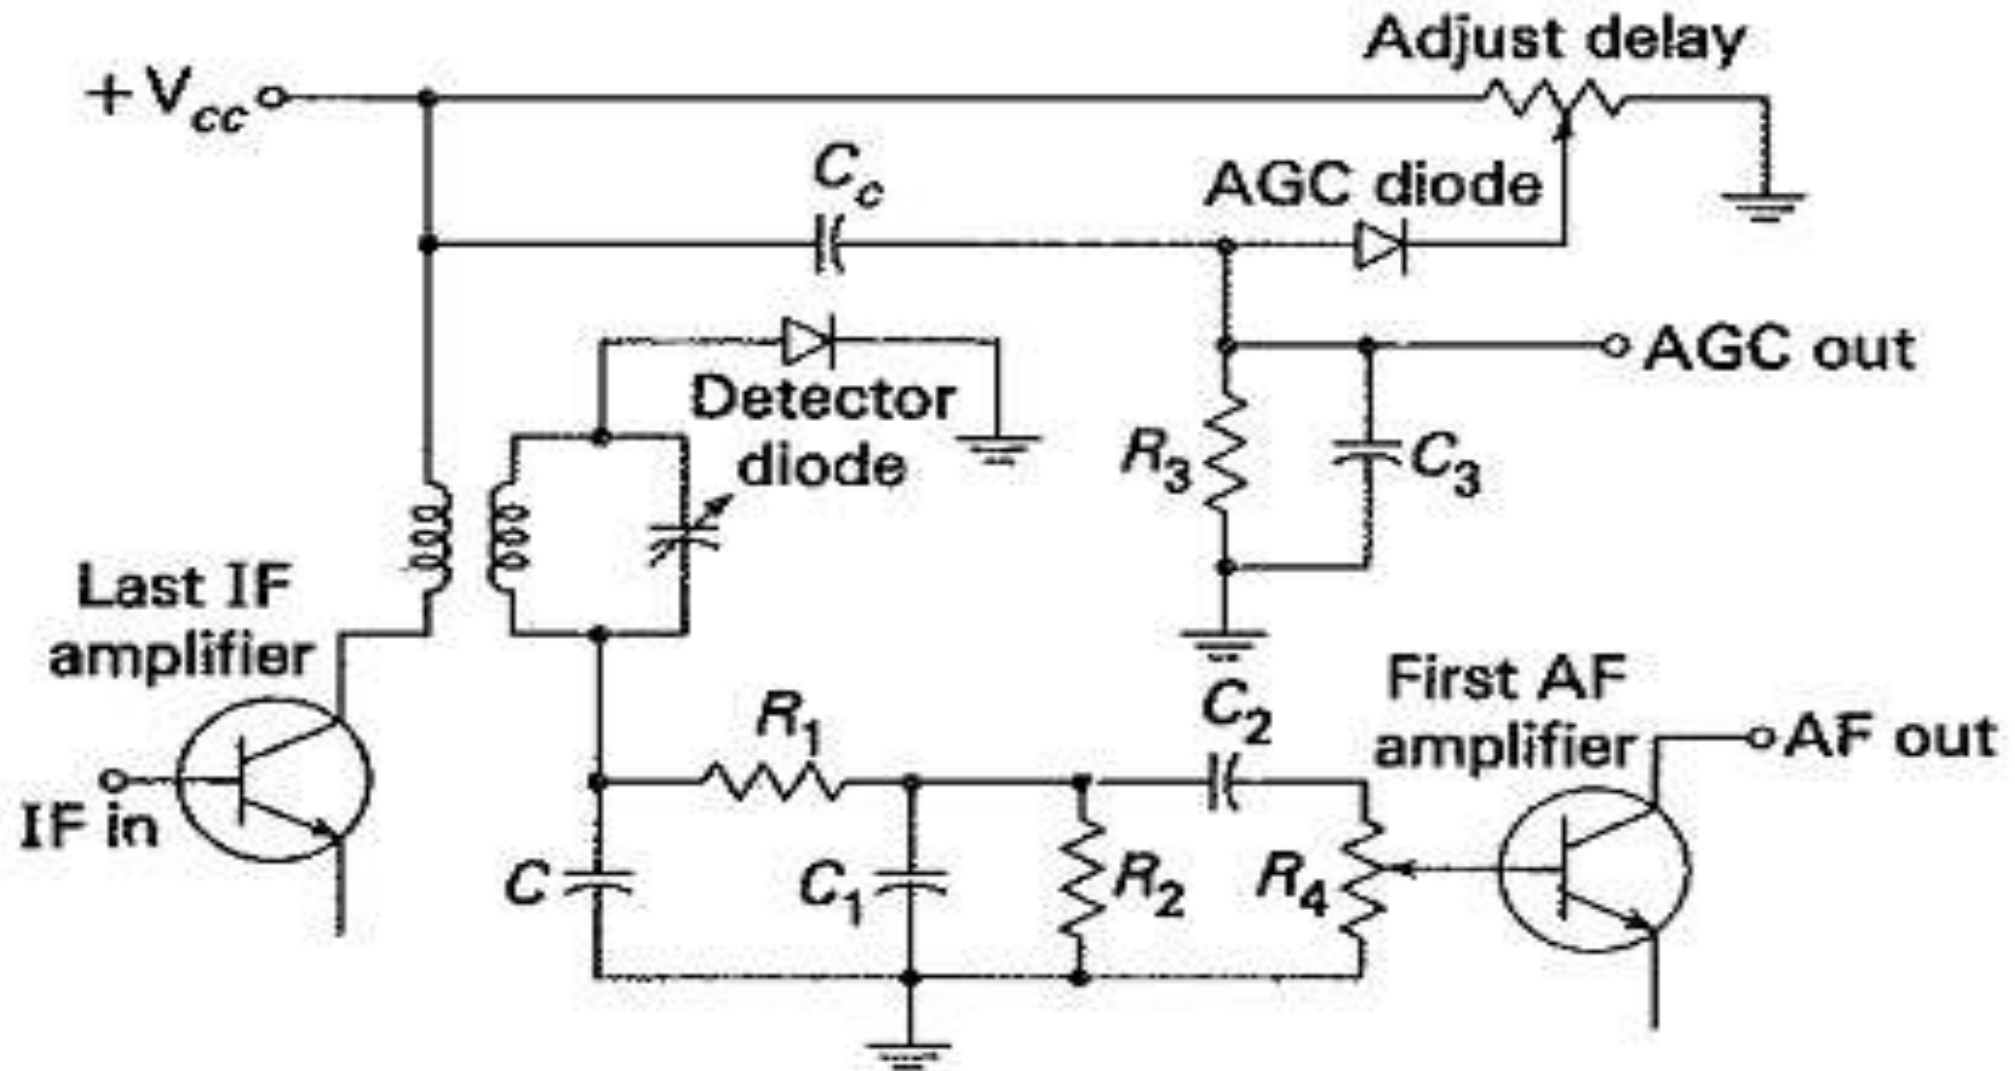 Adjust delay
+Vcc
Cc
AGC diode
AGC out
Detector
diode
R3
C3
Last IF
amplifier
First AF
amplifier
C2
R1
AF out
IF in
C
C1
R2
R4